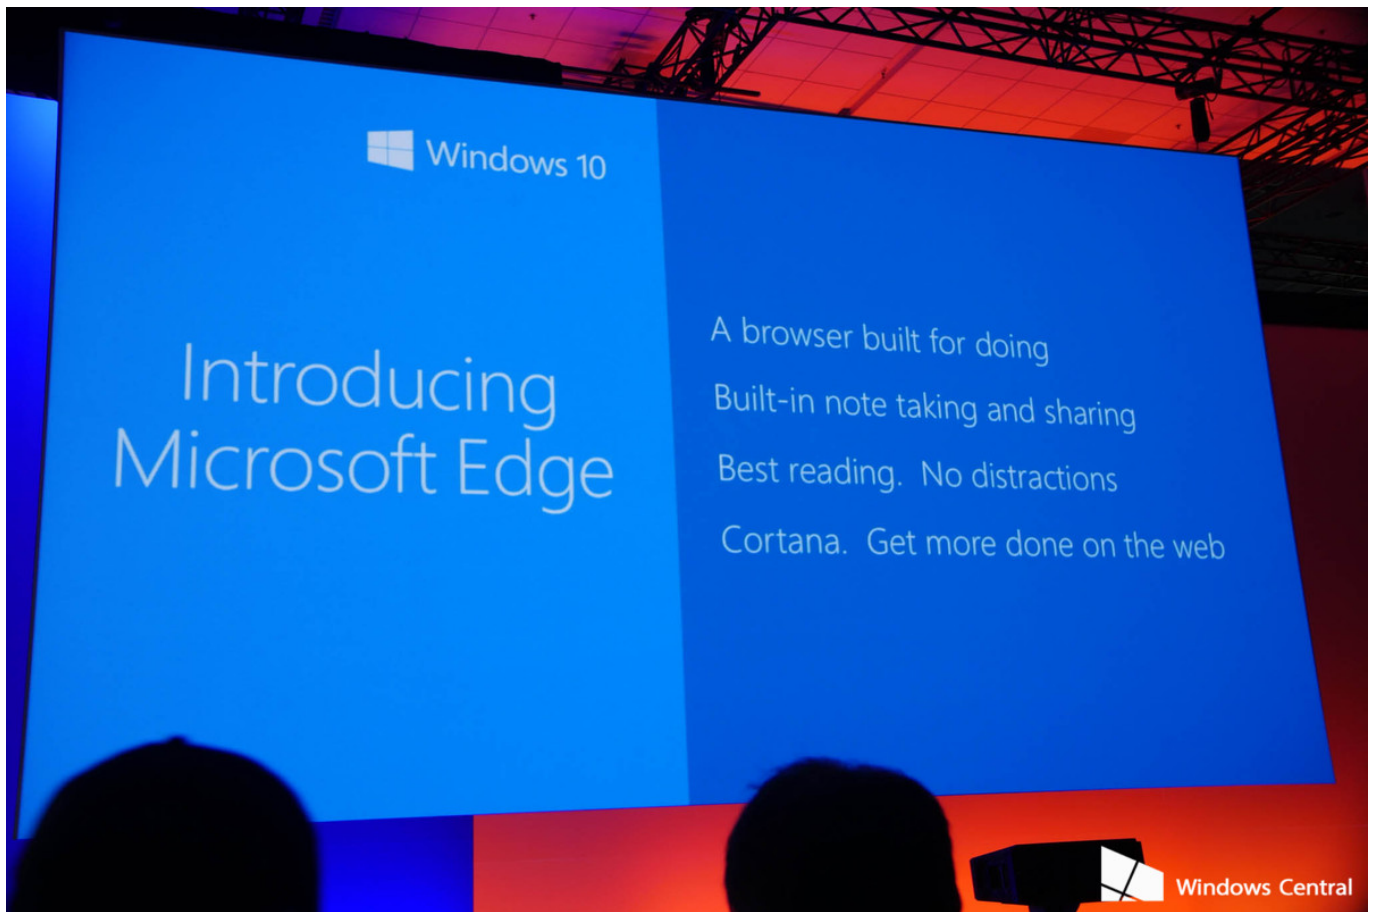 Windows 10
Introducing
Microsoft Edge
A browser built for doing
Built-in note taking and sharing
Best reading. No distractions
Cortana. Get more done on the web
Windows Central